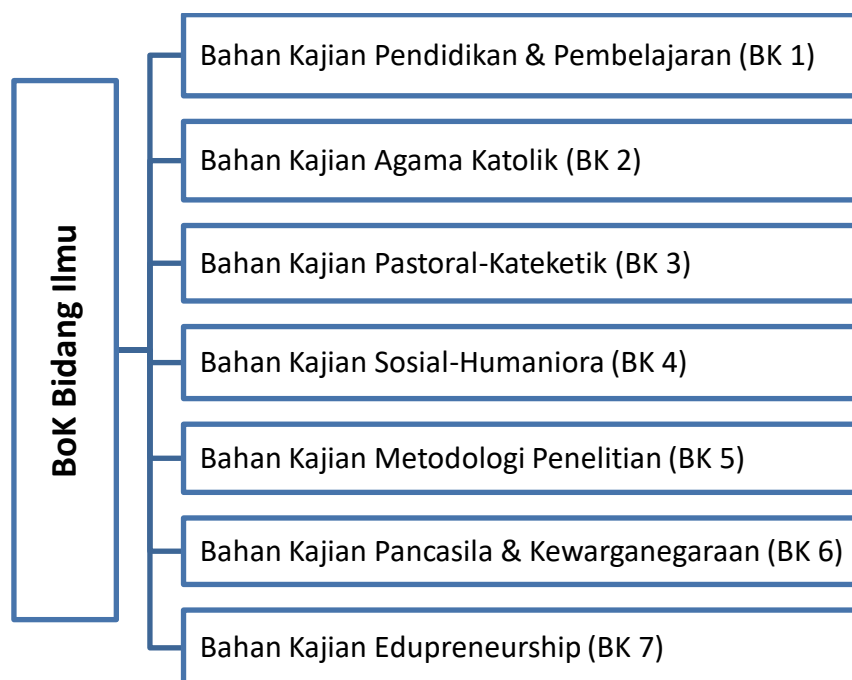 BoK Bidang Ilmu
Bahan Kajian Pendidikan & Pembelajaran (BK 1)
Bahan Kajian Agama Katolik (BK 2)
Bahan Kajian Pastoral-Kateketik (BK 3)
Bahan Kajian Sosial-Humaniora (BK 4)
Bahan Kajian Metodologi Penelitian (BK 5)
Bahan Kajian Pancasila & Kewarganegaraan (BK 6)
Bahan Kajian Edupreneurship (BK 7)